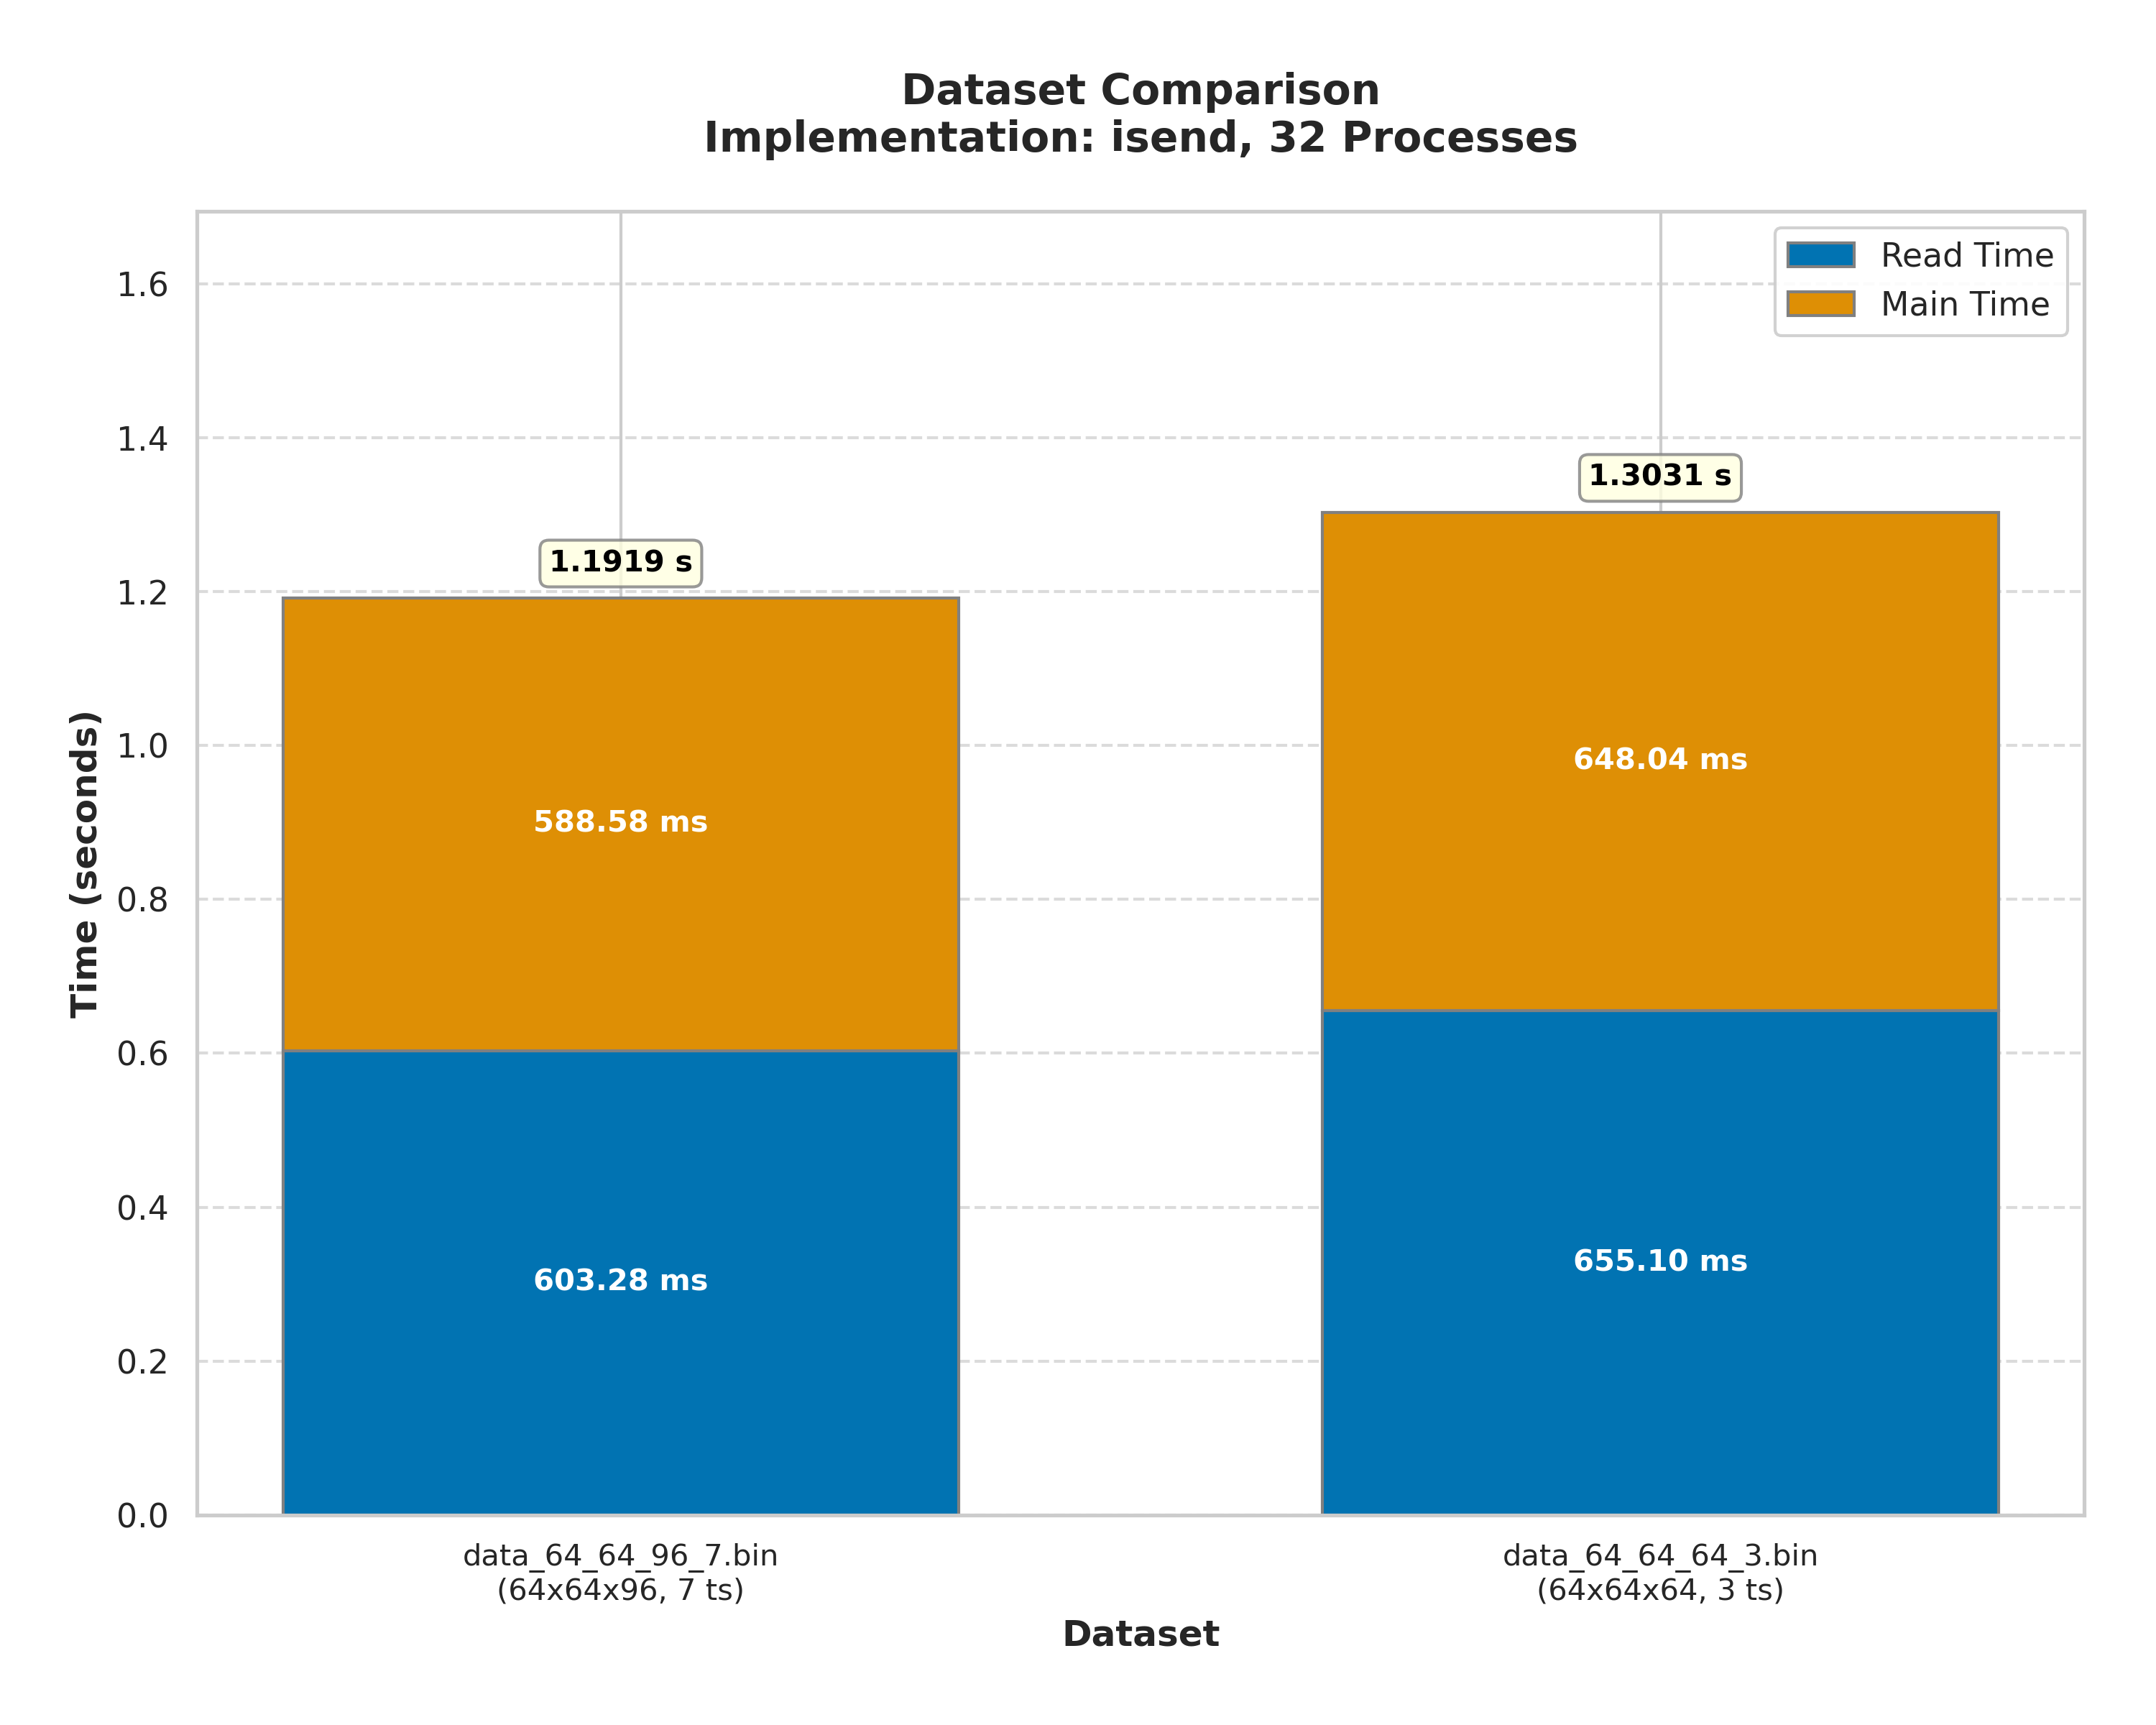 Dataset Comparison
Implementation: isend, 32 Processes
Read Time
Main Time
1.6
1.4
1.2
1.0
0.8
0.6
0.4
0.2
0.0
Time (seconds)
1.1919 s
588.58 ms
603.28 ms
1.3031 s
648.04 ms
655.10 ms
data_64_64_96_7.bin
(64x64x96, 7 ts)
data_64_64_64_3.bin
(64x64x64, 3 ts)
Dataset